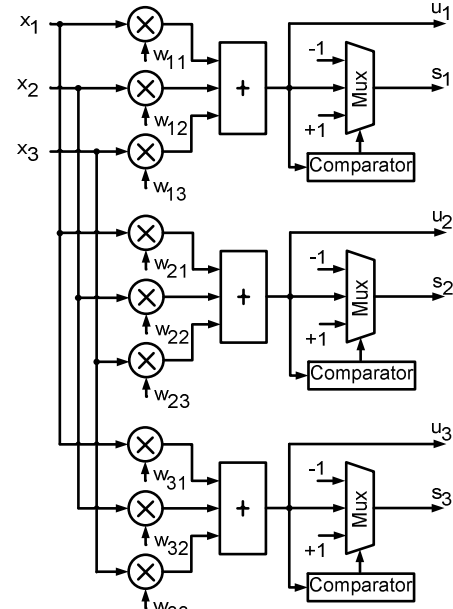 x1
u1
w11
-1
Mux
s1
x2
+
w12
+1
x3
Comparator
w13
u2
w21
-1
Mux
s2
+
w22
+1
Comparator
w23
u3
w31
-1
Mux
s3
+
w32
+1
Comparator